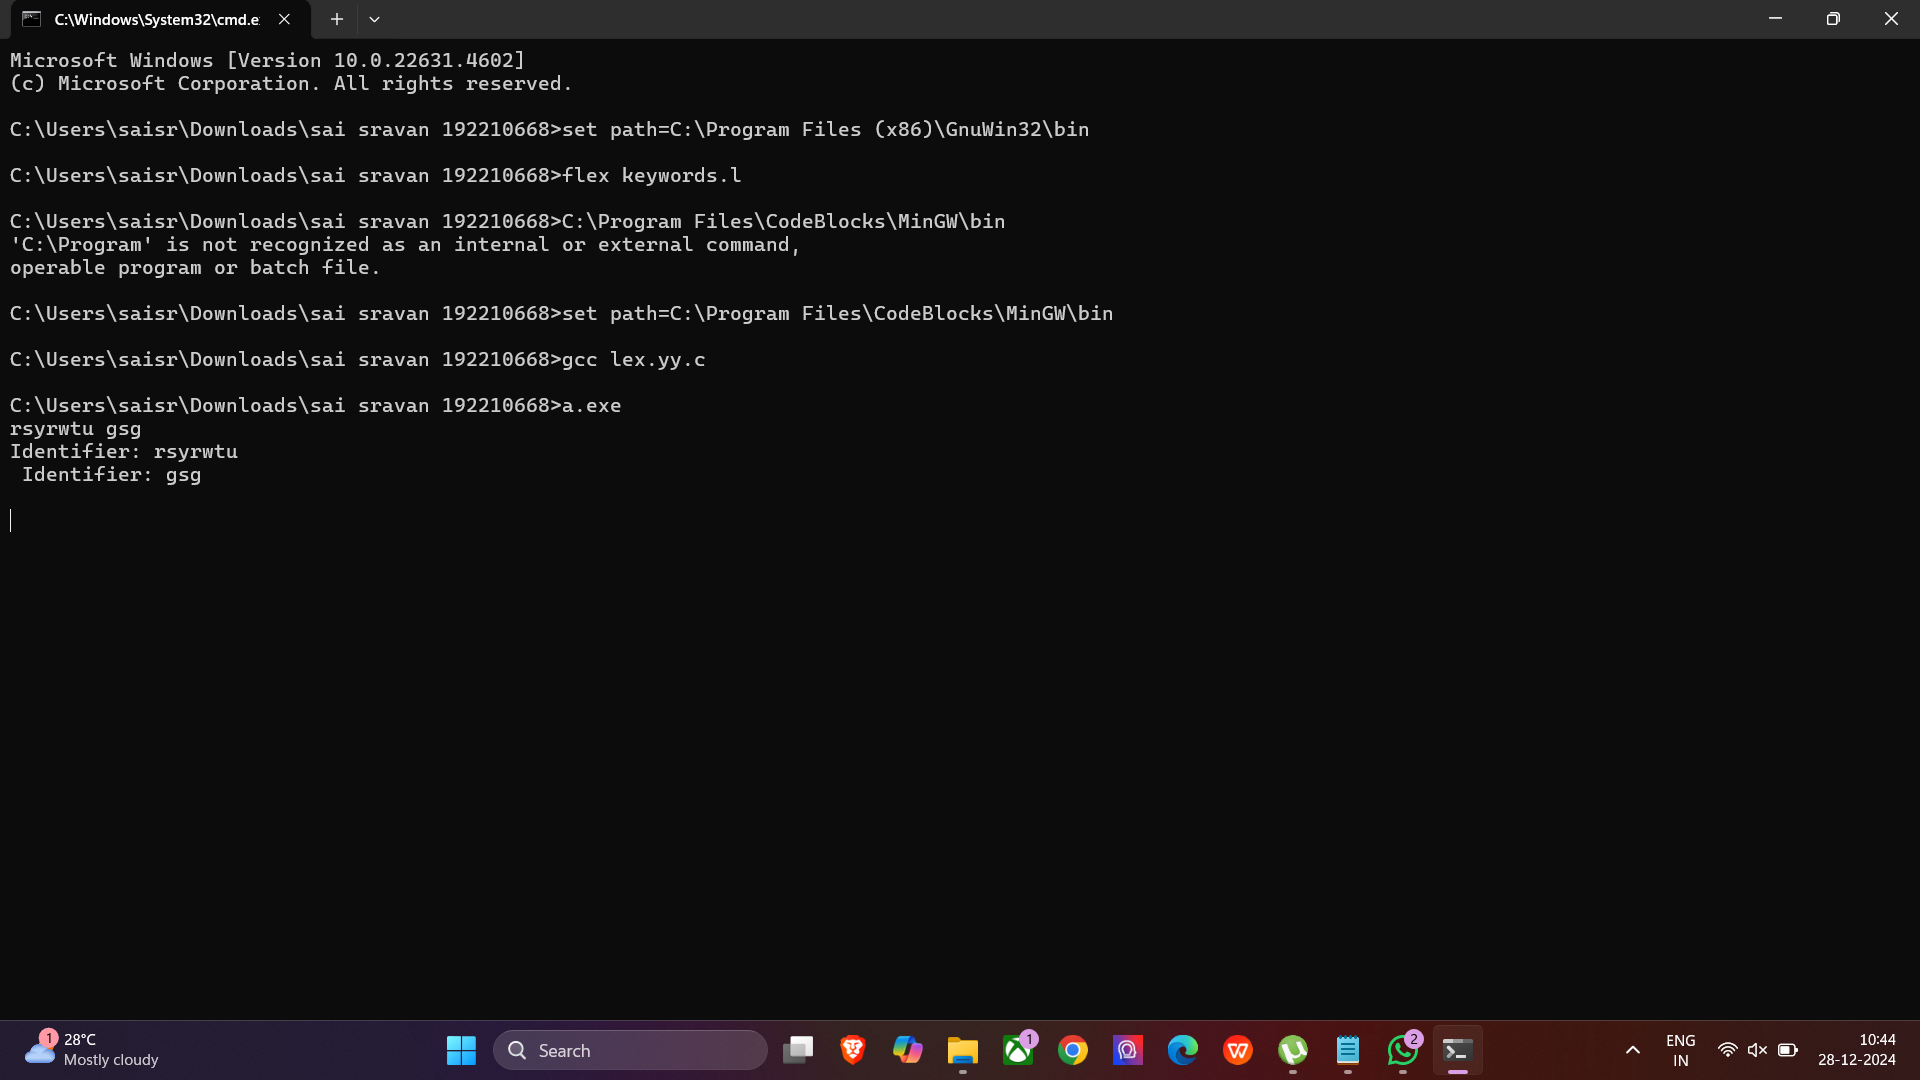 C:\Windows\System32\cmd.e
Microsoft Windows [Version 10.0.22631.4602]
(c) Microsoft Corporation. All rights reserved.
C:\Users\saisr\Downloads\sai sravan 192210668>set path=C:\Program Files (x86)\GnuWin32\bin
C:\Users\saisr\Downloads\sai sravan 192210668>flex keywords.l
C:\Users\saisr\Downloads\sai sravan 192210668>C:\Program Files\CodeBlocks\MinGW\bin
'C:\Program' is not recognized as an internal or external command,
operable program or batch file.
C:\Users\saisr\Downloads\sai sravan 192210668>set path=C:\Program Files\CodeBlocks\MinGW\bin
C:\Users\saisr\Downloads\sai sravan 192210668>gcc lex.yy.c
C:\Users\saisr\Downloads\sai sravan 192210668>a.exe
rsyrwtu gsg
Identifier: rsyrwtu
 Identifier: gsg
1
28°C
Mostly cloudy
Search
1
2
ENG
IN
10:44
28-12-2024